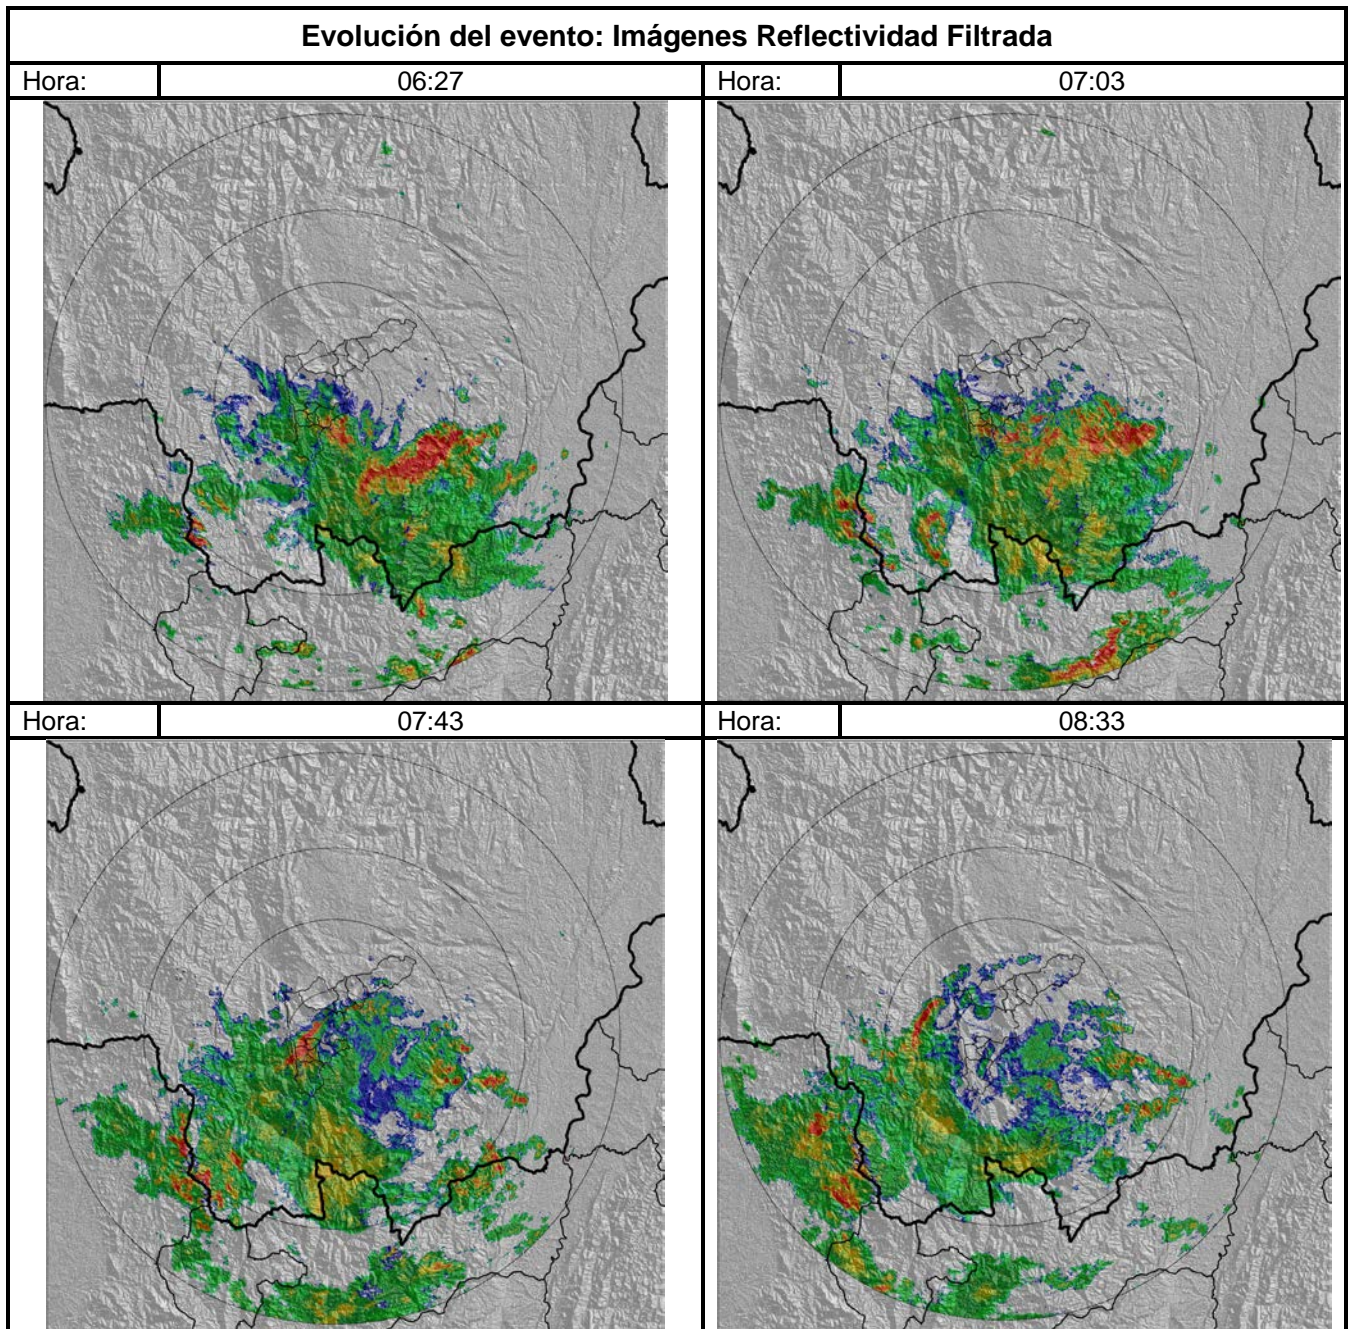 Evolución del evento: Imágenes Reflectividad Filtrada
Hora: 06:27 Hora: 07:03
Hora: 07:43 Hora: 08:33